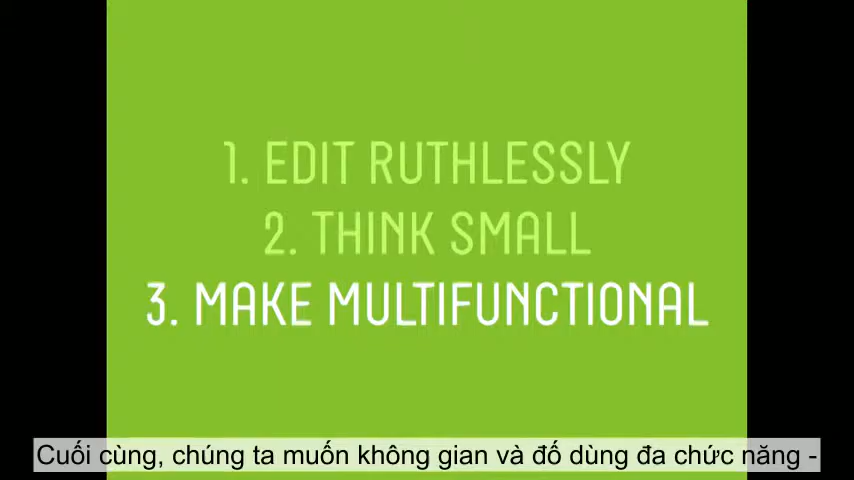 1. EDIT RUTHLESSLY
2. THINK SMALL
3. MAKE MULTIFUNCTIONAL
Cuối cùng, chúng ta muốn không gian và đố dùng đa chức năng -